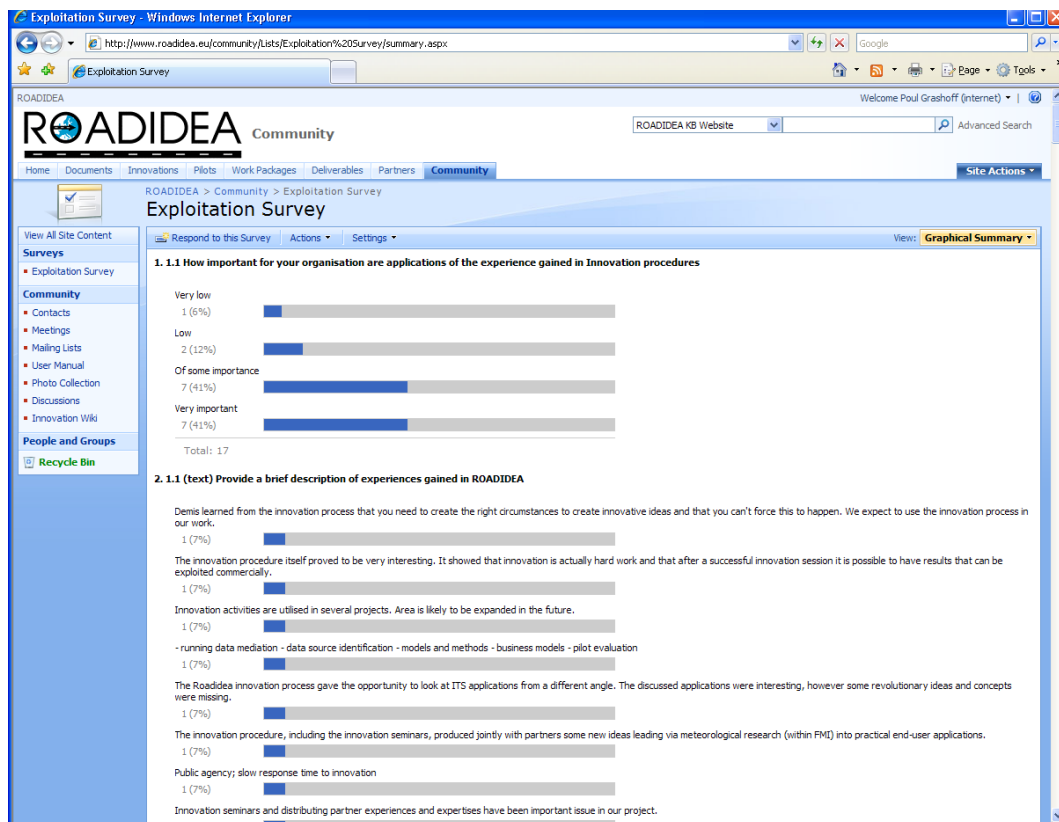 Exploitation Survey - Windows Internet Explorer
http://www.roadidea.eu/community/Lists/Exploitation%20Survey/summary.aspx
Google
Exploitation Survey
Page
Tools
ROADIDEA
Welcome Poul Grashoff (internet)
ROADIDEA Community
ROADIDEA KB Website
Advanced Search
Home Documents Innovations Pilots Work Packages Deliverables Partners Community
Site Actions
ROADIDEA > Community > Exploitation Survey
Exploitation Survey
View All Site Content
Surveys
Exploitation Survey
Community
Contacts
Meetings
Mailing Lists
User Manual
Photo Collection
Discussions
Innovation Wiki
People and Groups
Recycle Bin
Respond to this Survey Actions Settings
View: Graphical Summary
1. 1.1 How important for your organisation are applications of the experience gained in Innovation procedures
Very low
1 (6%)
Low
2 (12%)
Of some importance
7 (41%)
Very important
7 (41%)
Total: 17
2. 1.1 (text) Provide a brief description of experiences gained in ROADIDEA
Demis learned from the innovation process that you need to create the right circumstances to create innovative ideas and that you can't force this to happen. We expect to use the innovation process in
our work.
1 (7%)
The innovation procedure itself proved to be very interesting. It showed that innovation is actually hard work and that after a successful innovation session it is possible to have results that can be
exploited commercially.
1 (7%)
Innovation activities are utilised in several projects. Area is likely to be expanded in the future.
1 (7%)
- running data mediation - data source identification - models and methods - business models - pilot evaluation
1 (7%)
The Roadidea innovation process gave the opportunity to look at ITS applications from a different angle. The discussed applications were interesting, however some revolutionary ideas and concepts
were missing.
1 (7%)
The innovation procedure, including the innovation seminars, produced jointly with partners some new ideas leading via meteorological research (within FMI) into practical end-user applications.
1 (7%)
Public agency; slow response time to innovation
1 (7%)
Innovation seminars and distributing partner experiences and expertises have been important issue in our project.